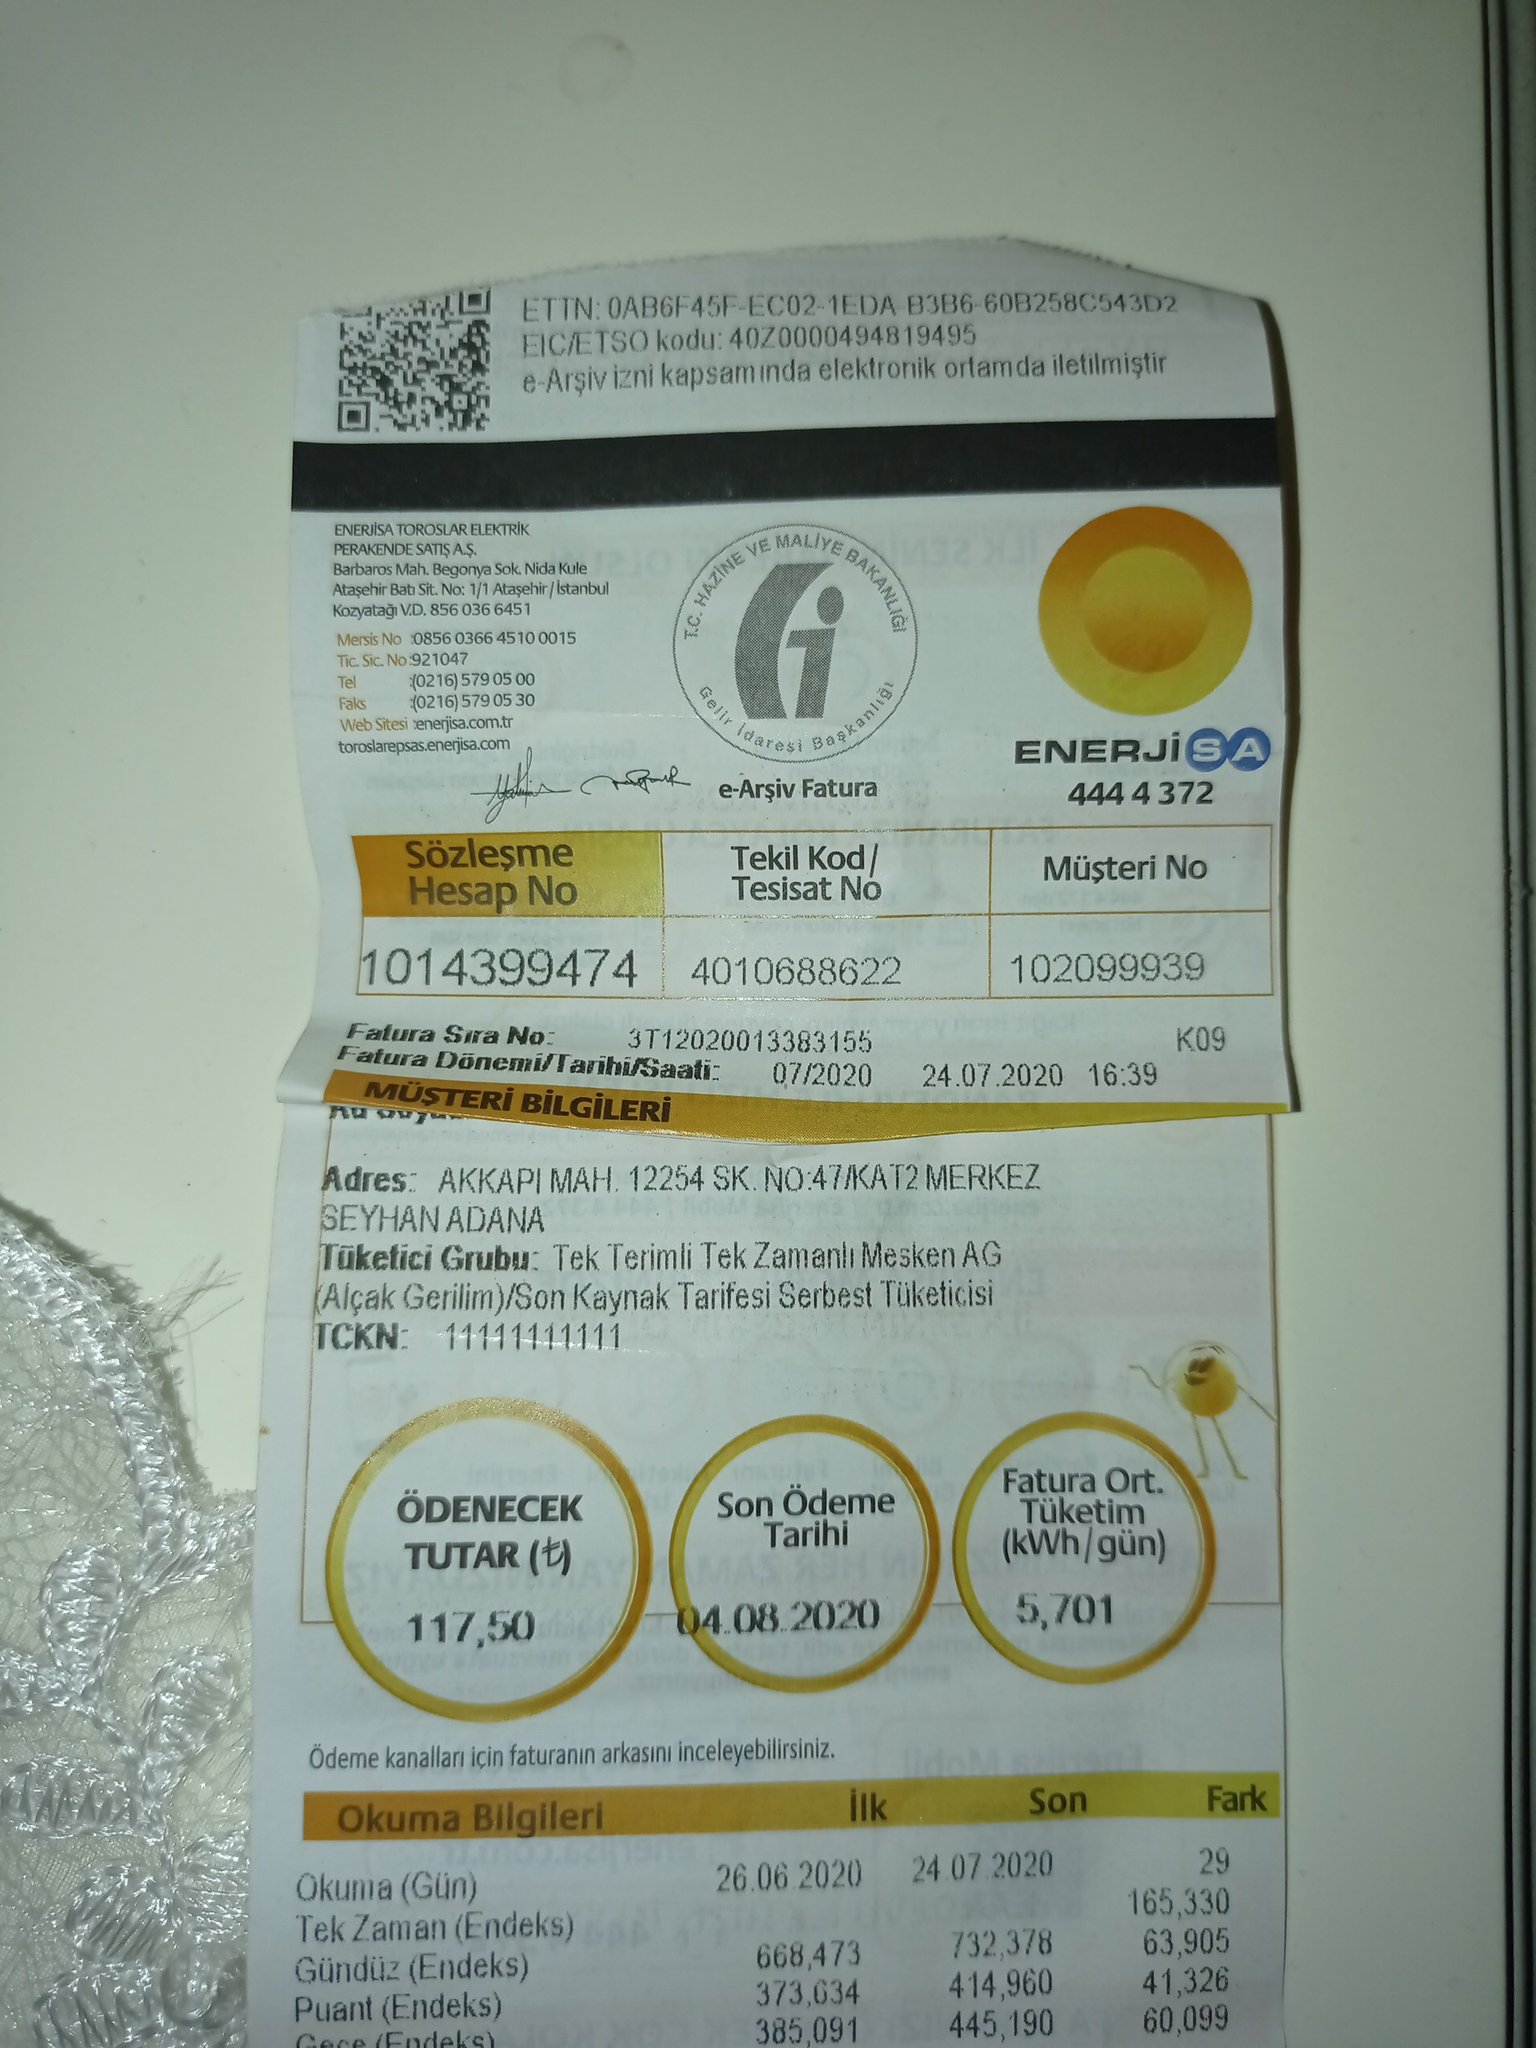 ETTN: 0AB6F45F-EC02-1EDA-B3B6-60B258C543D2
EIC/ETSO kodu: 40Z0000494819495
e-Arşiv izni kapsamında elektronik ortamda iletilmiştir
ENERJİSA TOROSLAR ELEKTRİK
PERAKENDE SATIŞ A.Ş.
Barbaros Mah. Begonya Sok. Nida Kule
Ataşehir Batı Sit. No: 1/1 Ataşehir / İstanbul
Kozyatağı V.D. 856 036 6451
Mersis No :0856 0366 4510 0015
Tic. Sic. No :921047
Tel :(0216) 579 05 00
Faks :(0216) 579 05 30
Web Sitesi :enerjisa.com.tr
toroslarepsas.enerjisa.com
T.C. HAZİNE VE MALİYE BAKANLIĞI
Gelir İdaresi Başkanlığı
e-Arşiv Fatura
ENERJİSA
444 4 372
Sözleşme Hesap No
Tekil Kod/ Tesisat No
Müşteri No
1014399474 4010688622 102099939
Fatura Sıra No: 3T12020013383155 K09
Fatura Dönemi/Tarihi/Saati: 07/2020 24.07.2020 16:39
MÜŞTERİ BİLGİLERİ
Adres: AKKAPI MAH. 12254 SK. NO:47/KAT2 MERKEZ
SEYHAN ADANA
Tüketici Grubu: Tek Terimli Tek Zamanlı Mesken AG
(Alçak Gerilim)/Son Kaynak Tarifesi Serbest Tüketicisi
TCKN: 11111111111
ÖDENECEK
TUTAR (₺)
117,50
Son Ödeme
Tarihi
04.08.2020
Fatura Ort.
Tüketim
(kWh/gün)
5,701
Ödeme kanalları için faturanın arkasını inceleyebilirsiniz.
Okuma Bilgileri İlk Son Fark
Okuma (Gün) 26.06.2020 24.07.2020 29
Tek Zaman (Endeks) 165,330
Gündüz (Endeks) 668,473 732,378 63,905
Puant (Endeks) 373,634 414,960 41,326
Gece (Endeks) 385,091 445,190 60,099